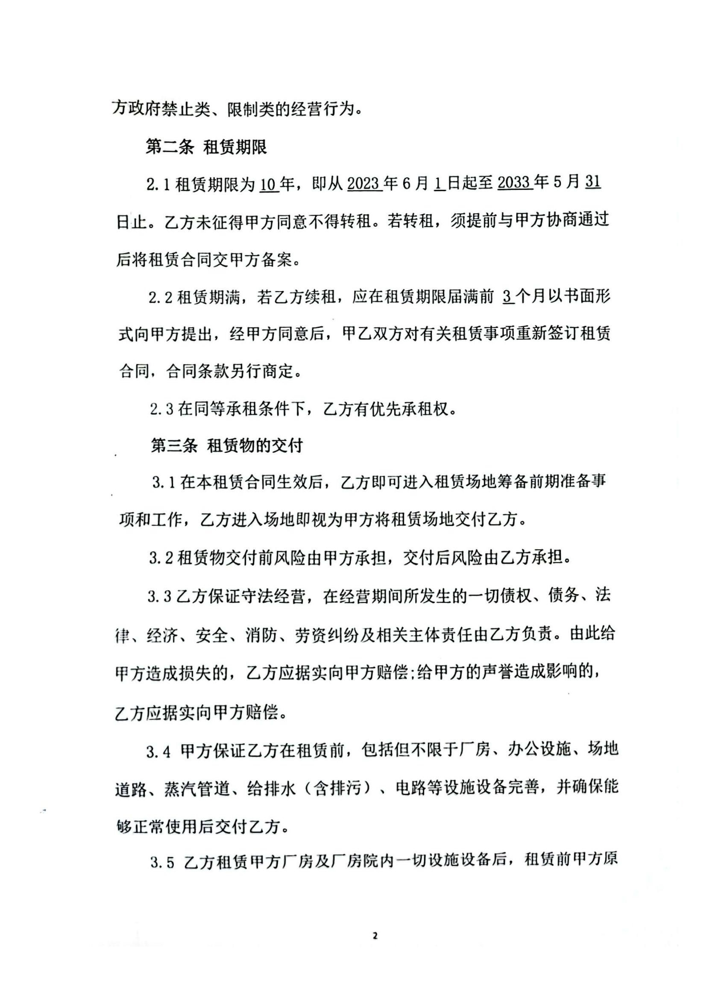 方政府禁止类、限制类的经营行为。
第二条 租赁期限
2.1租赁期限为10年，即从2023年6月1日起至2033年5月31
日止。乙方未征得甲方同意不得转租。若转租，须提前与甲方协商通过
后将租赁合同交甲方备案。
2.2租赁期满，若乙方续租，应在租赁期限届满前 3个月以书面形
式向甲方提出，经甲方同意后，甲乙双方对有关租赁事项重新签订租赁
合同，合同条款另行商定。
2.3在同等承租条件下，乙方有优先承租权。
第三条 租赁物的交付
3.1在本租赁合同生效后，乙方即可进入租赁场地筹备前期准备事
项和工作，乙方进入场地即视为甲方将租赁场地交付乙方。
3.2租赁物交付前风险由甲方承担，交付后风险由乙方承担。
3.3乙方保证守法经营，在经营期间所发生的一切债权、债务、法
律、经济、安全、消防、劳资纠纷及相关主体责任由乙方负责。由此给
甲方造成损失的，乙方应据实向甲方赔偿;给甲方的声誉造成影响的，
乙方应据实向甲方赔偿。
3.4 甲方保证乙方在租赁前，包括但不限于厂房、办公设施、场地
道路、蒸汽管道、给排水（含排污）、电路等设施设备完善，并确保能
够正常使用后交付乙方。
3.5 乙方租赁甲方厂房及厂房院内一切设施设备后，租赁前甲方原
2